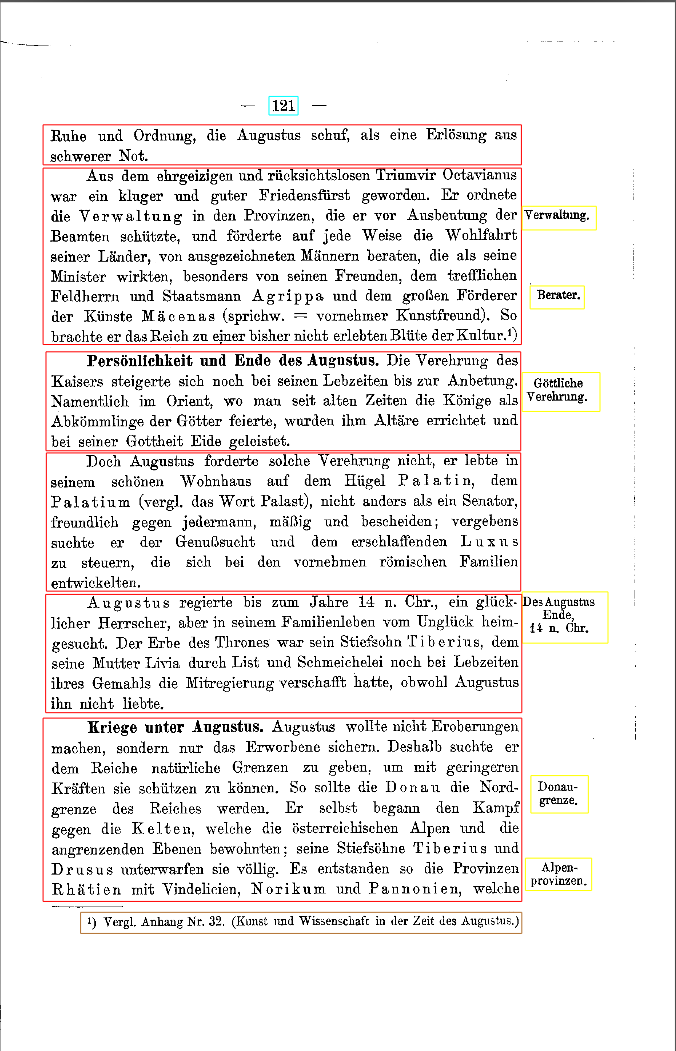 — 121 —
Ruhe und Ordnung, die Augustus schuf, als eine Erlösung aus
schwerer Not.
Aus dem ehrgeizigen und rücksichtslosen Triumvir Octavianus
war ein kluger und guter Friedensfürst geworden. Er ordnete
die Verwaltung in den Provinzen, die er vor Ausbeutung der
Verwaltung.
Beamten schützte, und förderte auf jede Weise die Wohlfahrt
seiner Länder, von ausgezeichneten Männern beraten, die als seine
Minister wirkten, besonders von seinen Freunden, dem trefflichen
Feldherrn und Staatsmann Agrippa und dem großen Förderer
Berater.
der Künste Mäcenas (sprichw. = vornehmer Kunstfreund). So
brachte er das Reich zu einer bisher nicht erlebten Blüte der Kultur.¹)
Persönlichkeit und Ende des Augustus. Die Verehrung des
Kaisers steigerte sich noch bei seinen Lebzeiten bis zur Anbetung.
Namentlich im Orient, wo man seit alten Zeiten die Könige als
Abkömmlinge der Götter feierte, wurden ihm Altäre errichtet und
bei seiner Gottheit Eide geleistet.
Göttliche
Verehrung.
Doch Augustus forderte solche Verehrung nicht, er lebte in
seinem schönen Wohnhaus auf dem Hügel Palatin, dem
Palatium (vergl. das Wort Palast), nicht anders als ein Senator,
freundlich gegen jedermann, mäßig und bescheiden; vergebens
suchte er der Genußsucht und dem erschlaffenden Luxus
zu steuern, die sich bei den vornehmen römischen Familien
entwickelten.
Augustus regierte bis zum Jahre 14 n. Chr., ein glück-
licher Herrscher, aber in seinem Familienleben vom Unglück heim-
gesucht. Der Erbe des Thrones war sein Stiefsohn Tiberius, dem
seine Mutter Livia durch List und Schmeichelei noch bei Lebzeiten
ihres Gemahls die Mitregierung verschafft hatte, obwohl Augustus
ihn nicht liebte.
Des Augustus
Ende,
14 n. Chr.
Kriege unter Augustus. Augustus wollte nicht Eroberungen
machen, sondern nur das Erworbene sichern. Deshalb suchte er
dem Reiche natürliche Grenzen zu geben, um mit geringeren
Kräften sie schützen zu können. So sollte die Donau die Nord-
grenze des Reiches werden. Er selbst begann den Kampf
Donau-
grenze.
gegen die Kelten, welche die österreichischen Alpen und die
angrenzenden Ebenen bewohnten; seine Stiefsöhne Tiberius und
Drusus unterwarfen sie völlig. Es entstanden so die Provinzen
Rhätien mit Vindelicien, Norikum und Pannonien, welche
Alpen-
provinzen.
¹) Vergl. Anhang Nr. 32. (Kunst und Wissenschaft in der Zeit des Augustus.)